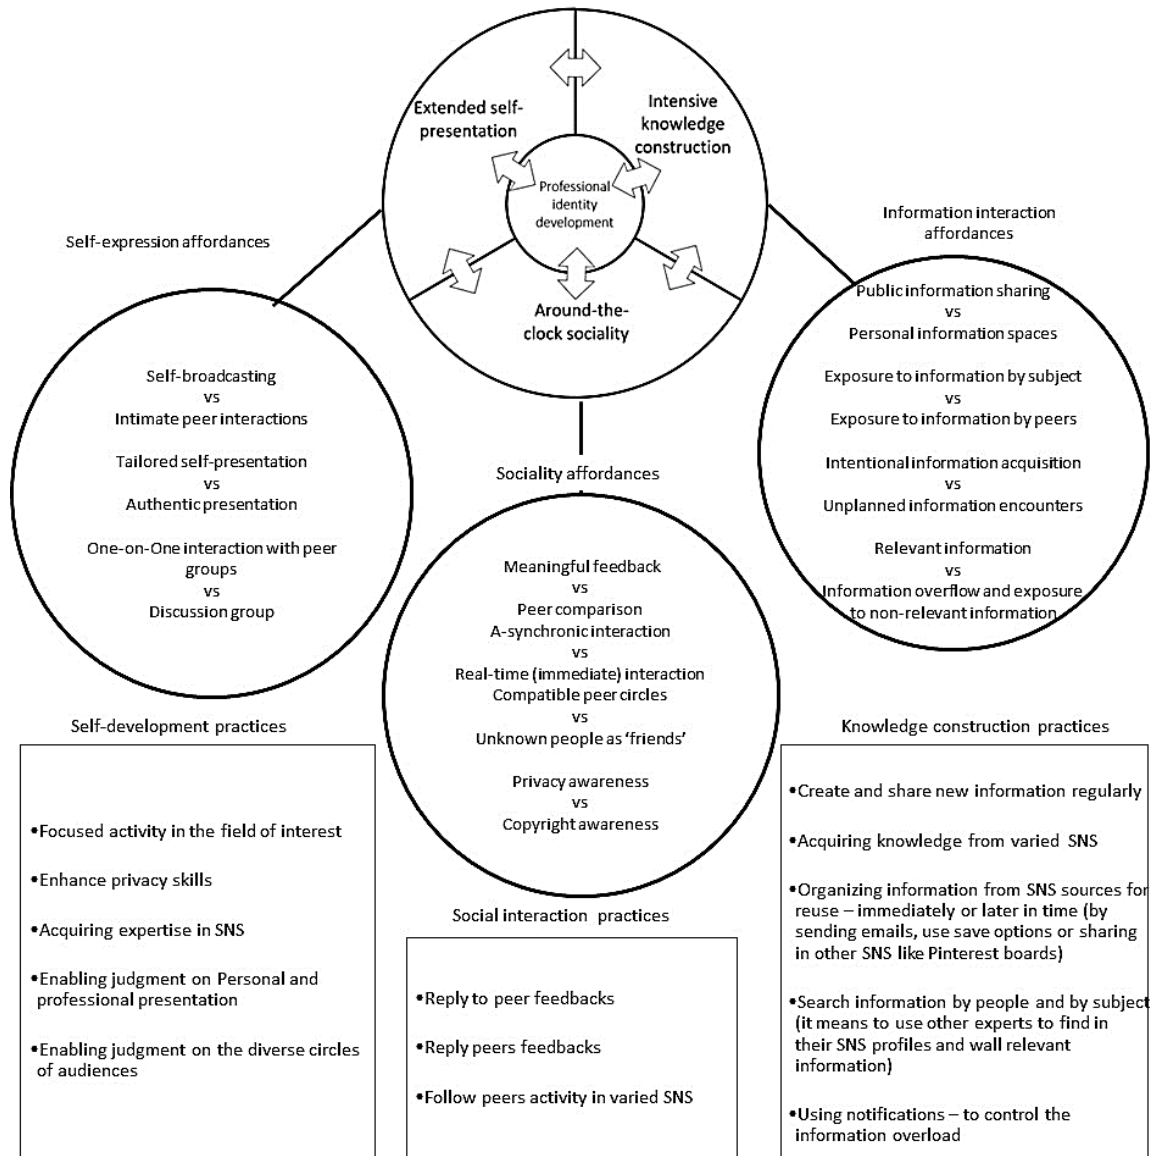 Extended self-
presentation
Intensive
knowledge
construction
Professional
identity
development
Around-the-
clock sociality
Self-expression affordances
Self-broadcasting
vs
Intimate peer interactions
Tailored self-presentation
vs
Authentic presentation
One-on-One interaction with peer
groups
vs
Discussion group
Sociality affordances
Meaningful feedback
vs
Peer comparison
A-synchronic interaction
vs
Real-time (immediate) interaction
Compatible peer circles
vs
Unknown people as ‘friends’
Privacy awareness
vs
Copyright awareness
Information interaction
affordances
Public information sharing
vs
Personal information spaces
Exposure to information by subject
vs
Exposure to information by peers
Intentional information acquisition
vs
Unplanned information encounters
Relevant information
vs
Information overflow and exposure
to non-relevant information
Self-development practices
•Focused activity in the field of interest
•Enhance privacy skills
•Acquiring expertise in SNS
•Enabling judgment on Personal and
professional presentation
•Enabling judgment on the diverse circles
of audiences
Social interaction practices
•Reply to peer feedbacks
•Reply peers feedbacks
•Follow peers activity in varied SNS
Knowledge construction practices
•Create and share new information regularly
•Acquiring knowledge from varied SNS
•Organizing information from SNS sources for
reuse – immediately or later in time (by
sending emails, use save options or sharing
in other SNS like Pinterest boards)
•Search information by people and by subject
(it means to use other experts to find in
their SNS profiles and wall relevant
information)
•Using notifications – to control the
information overload